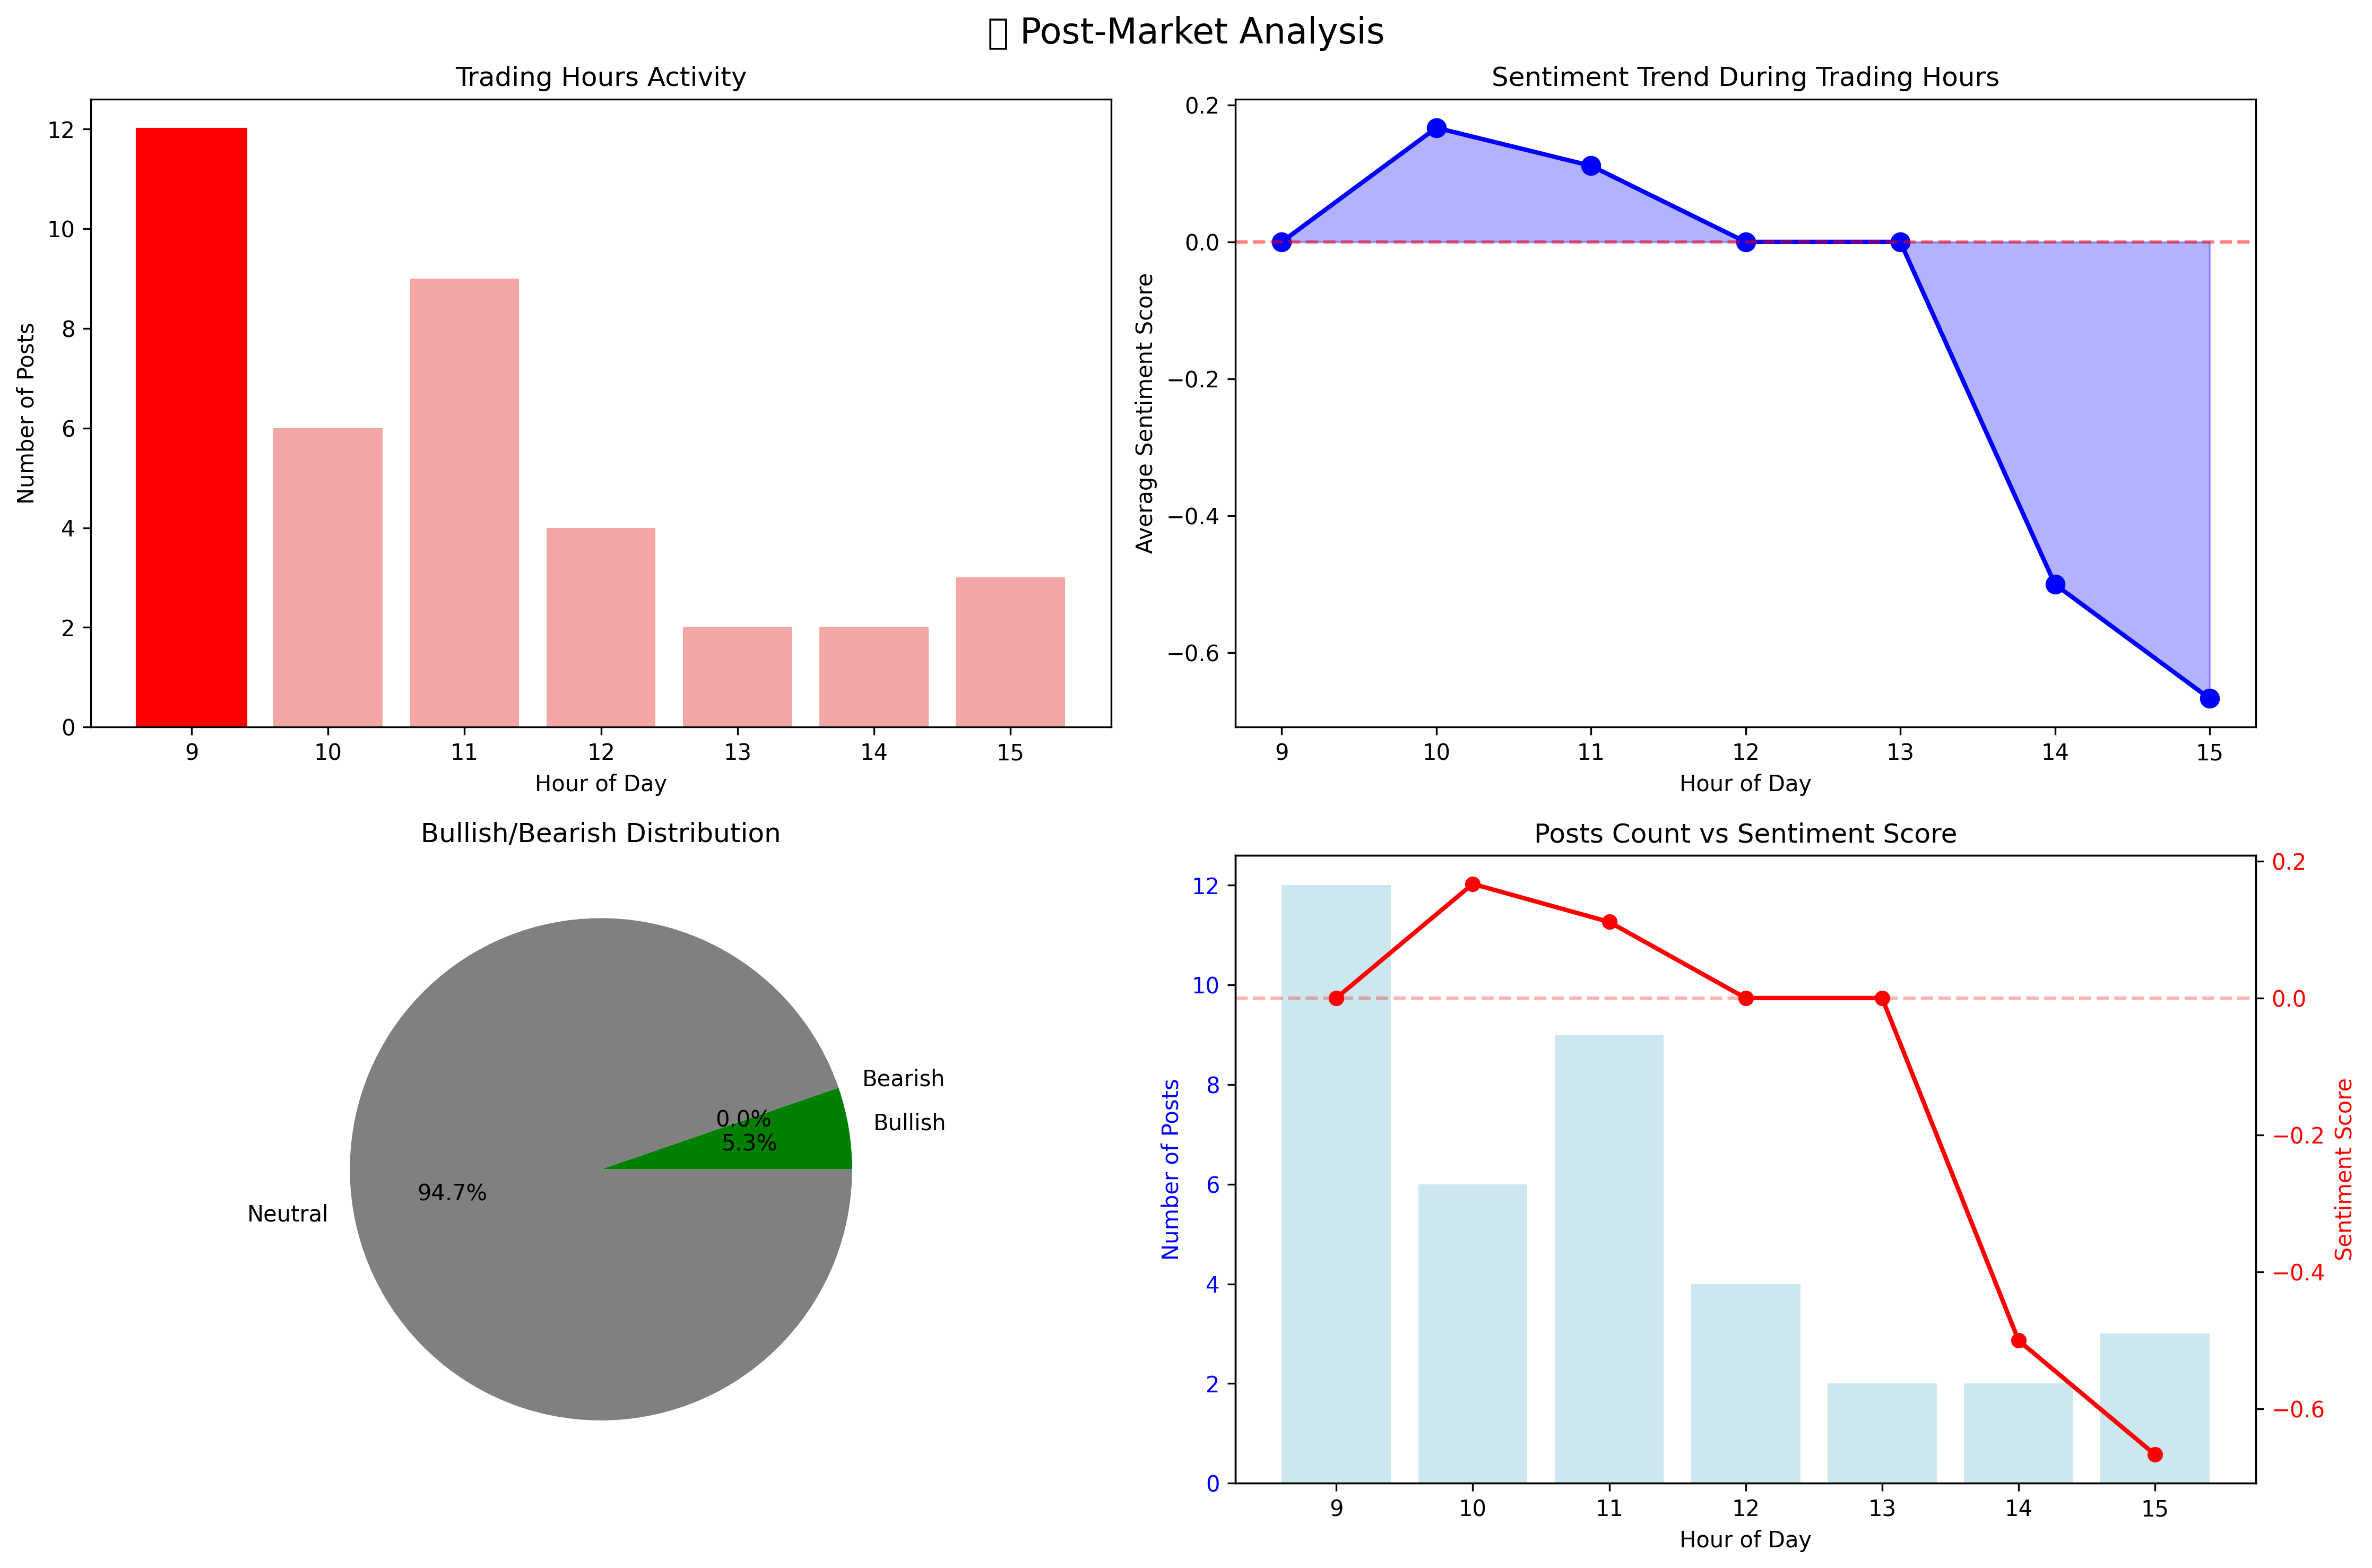 Post-Market Analysis
Trading Hours Activity
12
10
8
6
4
2
0
Number of Posts
9 10 11 12 13 14 15
Hour of Day
Sentiment Trend During Trading Hours
0.2
0.0
−0.2
−0.4
−0.6
Average Sentiment Score
9 10 11 12 13 14 15
Hour of Day
Bullish/Bearish Distribution
Bearish
Bullish
0.0%
5.3%
94.7%
Neutral
Posts Count vs Sentiment Score
12
10
8
6
4
2
0
Number of Posts
0.2
0.0
−0.2
−0.4
−0.6
Sentiment Score
9 10 11 12 13 14 15
Hour of Day